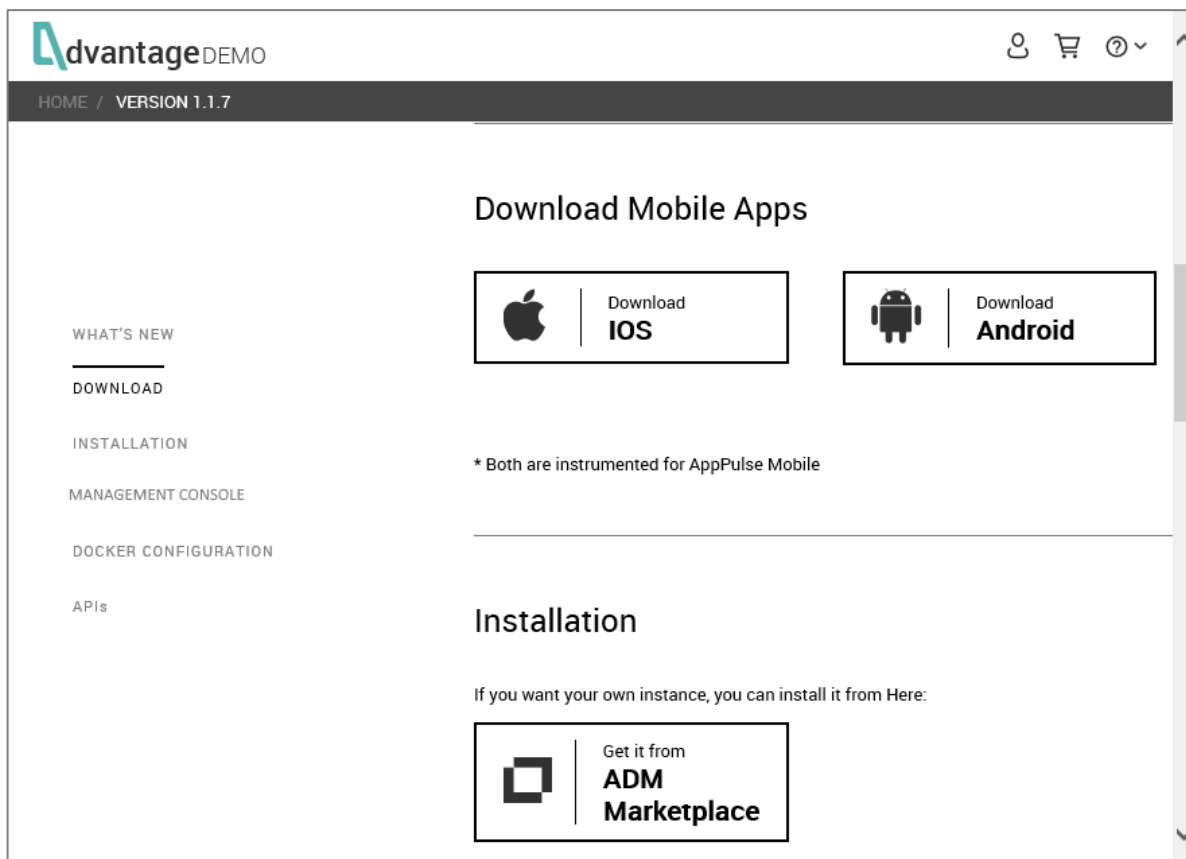 dvantageDEMO
HOME / VERSION 1.1.7
WHAT'S NEW
DOWNLOAD
INSTALLATION
MANAGEMENT CONSOLE
DOCKER CONFIGURATION
APIs
Download Mobile Apps
Download
IOS
Download
Android
* Both are instrumented for AppPulse Mobile
Installation
If you want your own instance, you can install it from Here:
Get it from
ADM
Marketplace